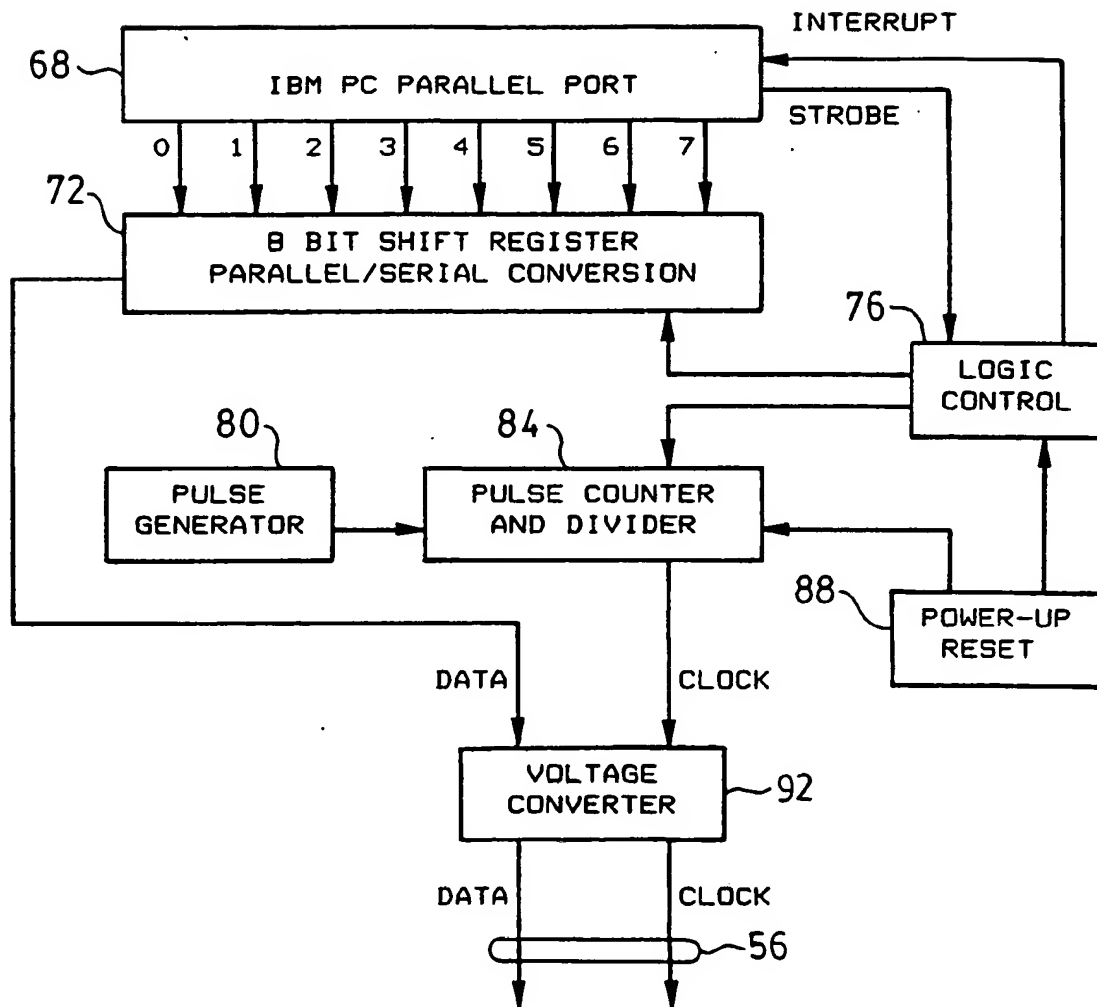 INTERRUPT
68
IBM PC PARALLEL PORT
STROBE
0 1 2 3 4 5 6 7
72
8 BIT SHIFT REGISTER
PARALLEL/SERIAL CONVERSION
76
LOGIC
CONTROL
80
84
PULSE
GENERATOR
PULSE COUNTER
AND DIVIDER
88
POWER-UP
RESET
DATA
CLOCK
VOLTAGE
CONVERTER
92
DATA
CLOCK
56